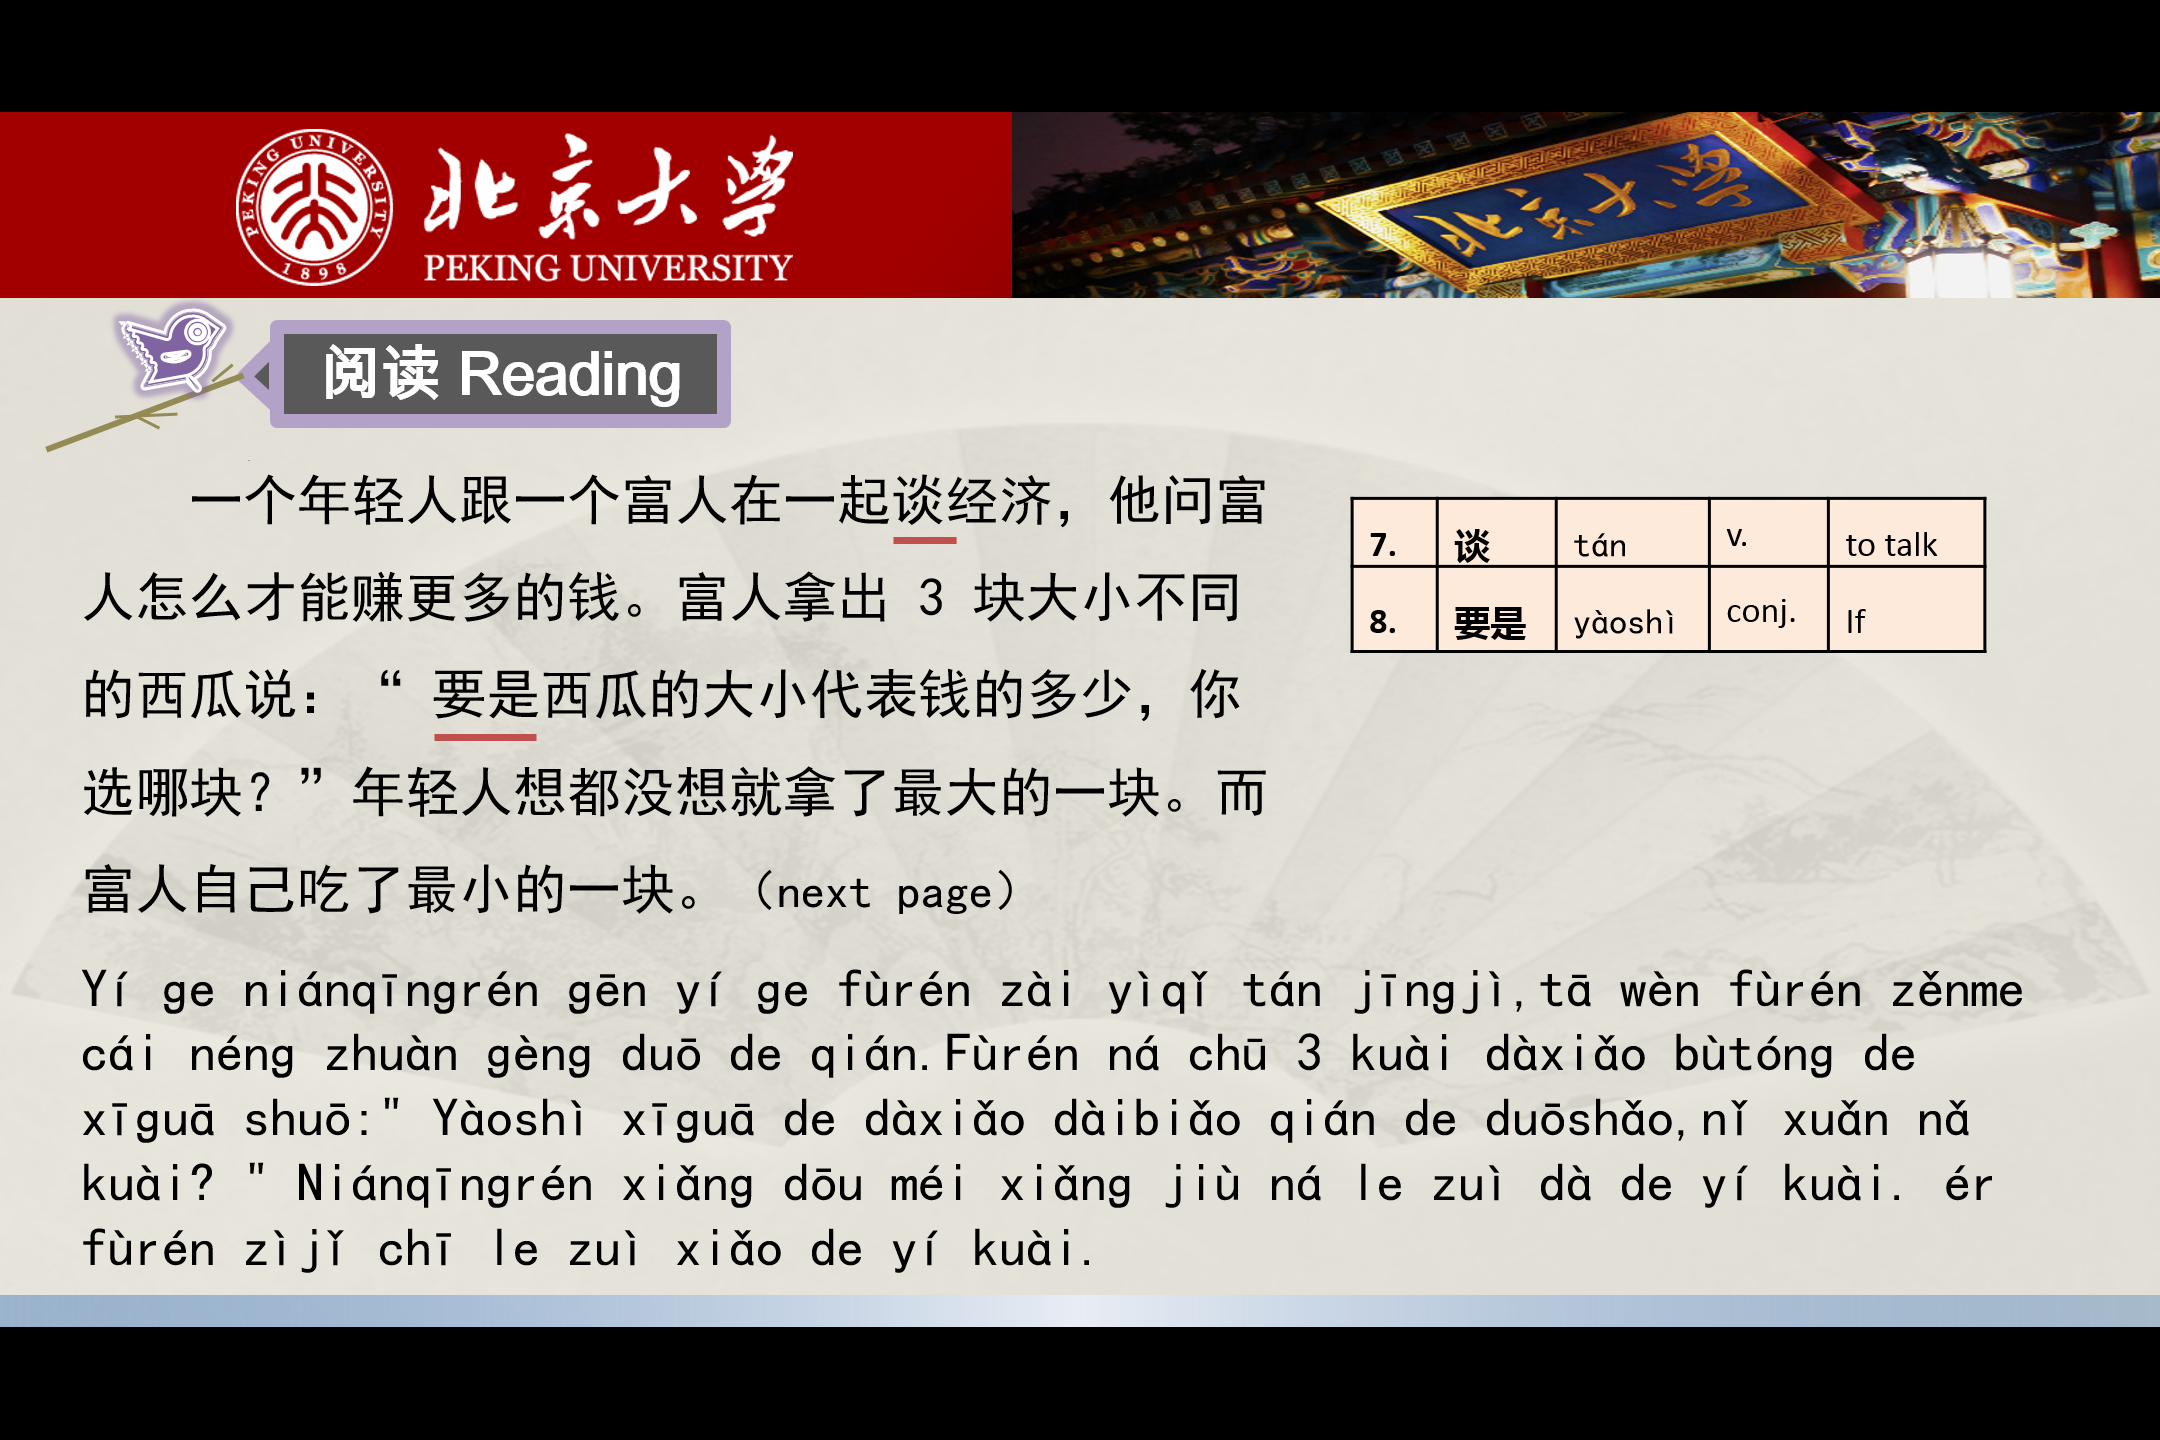 PEKING UNIVERSITY
1898
北京大学
PEKING UNIVERSITY
北京大学
阅读 Reading
一个年轻人跟一个富人在一起谈经济，他问富
人怎么才能赚更多的钱。富人拿出 3 块大小不同
的西瓜说：“ 要是西瓜的大小代表钱的多少，你
选哪块？”年轻人想都没想就拿了最大的一块。而
富人自己吃了最小的一块。（next page）
7. 谈 tán v. to talk
8. 要是 yàoshì conj. If
Yí ge niánqīngrén gēn yí ge fùrén zài yìqǐ tán jīngjì,tā wèn fùrén zěnme
cái néng zhuàn gèng duō de qián.Fùrén ná chū 3 kuài dàxiǎo bùtóng de
xīguā shuō:" Yàoshì xīguā de dàxiǎo dàibiǎo qián de duōshǎo,nǐ xuǎn nǎ
kuài? " Niánqīngrén xiǎng dōu méi xiǎng jiù ná le zuì dà de yí kuài. ér
fùrén zìjǐ chī le zuì xiǎo de yí kuài.